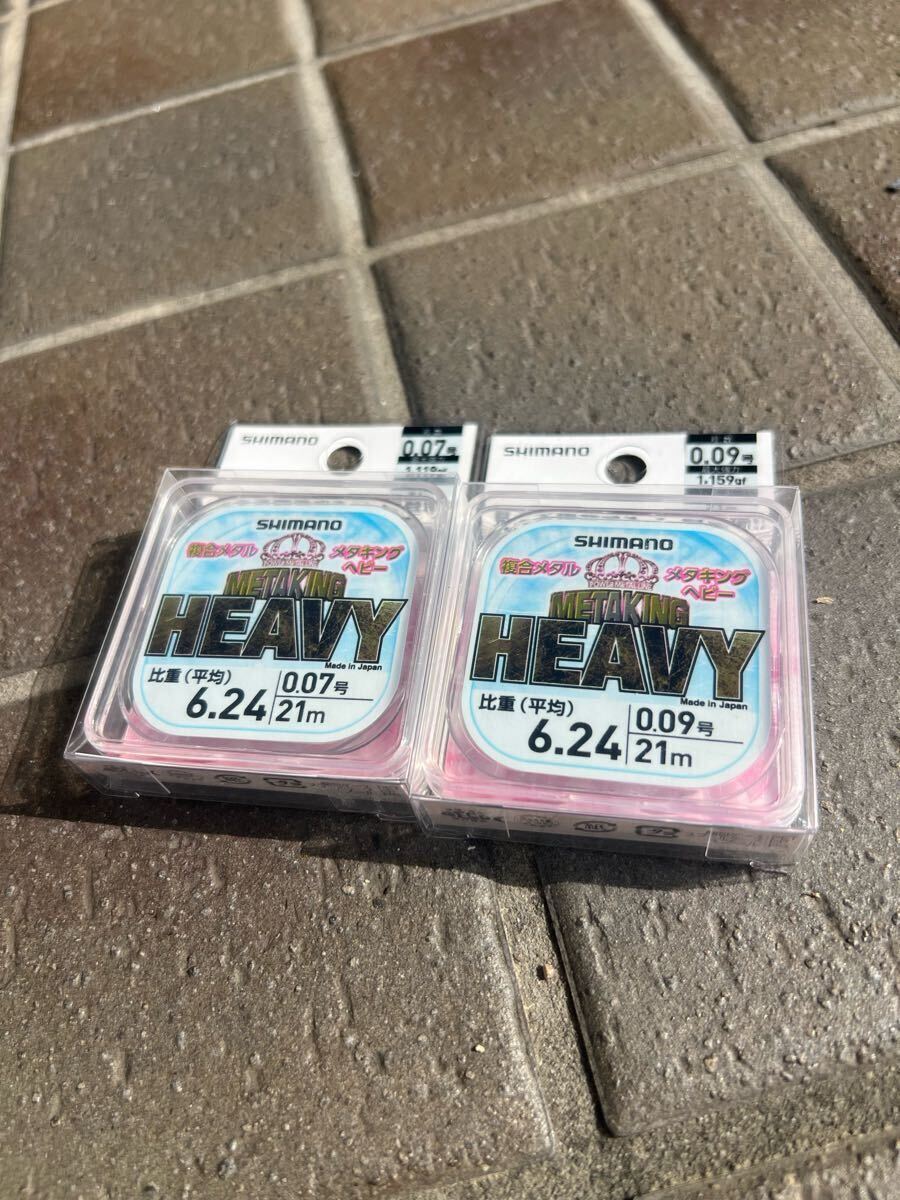 SHIMANO
0.07号
SHIMANO
複合メタル
メタキング
ヘビー
METAKING
HEAVY
Made in Japan
比重(平均)
6.24
0.07号
21m
SHIMANO
0.09号
最大強力
1,159gf
SHIMANO
複合メタル
メタキング
ヘビー
METAKING
HEAVY
Made in Japan
比重(平均)
6.24
0.09号
21m